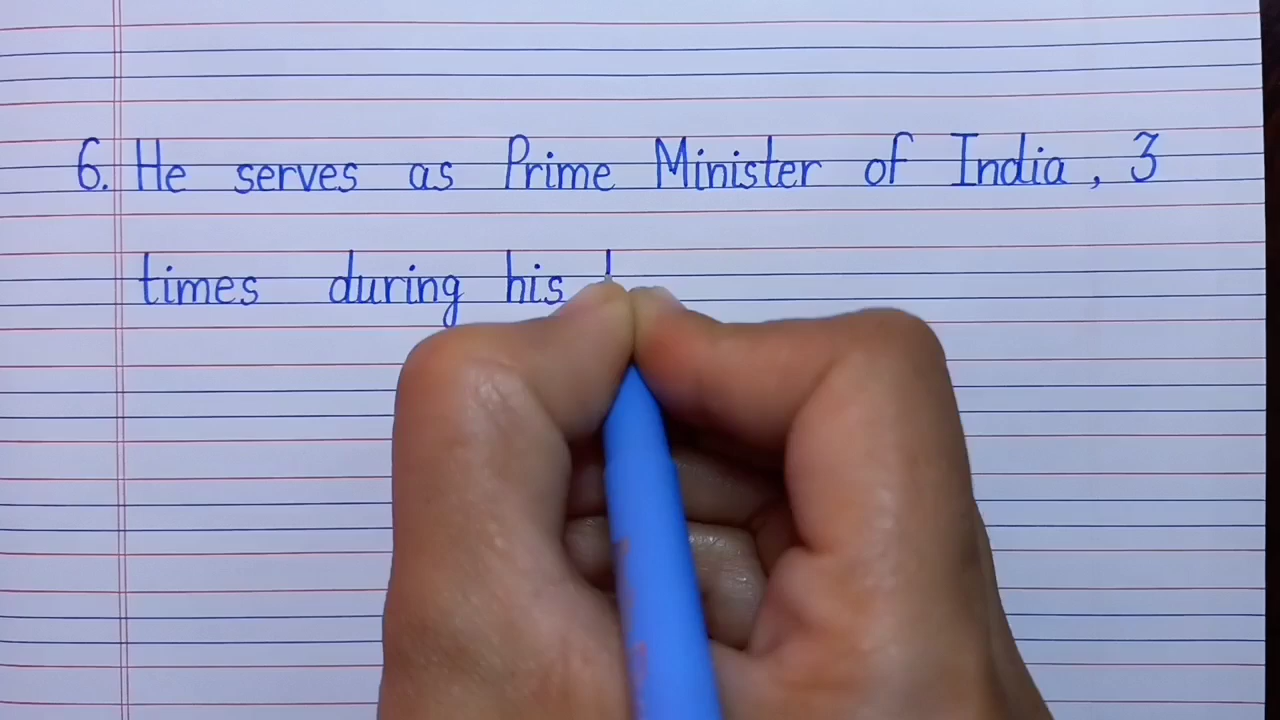 6. He serves as Prime Minister of India, 3
times during his